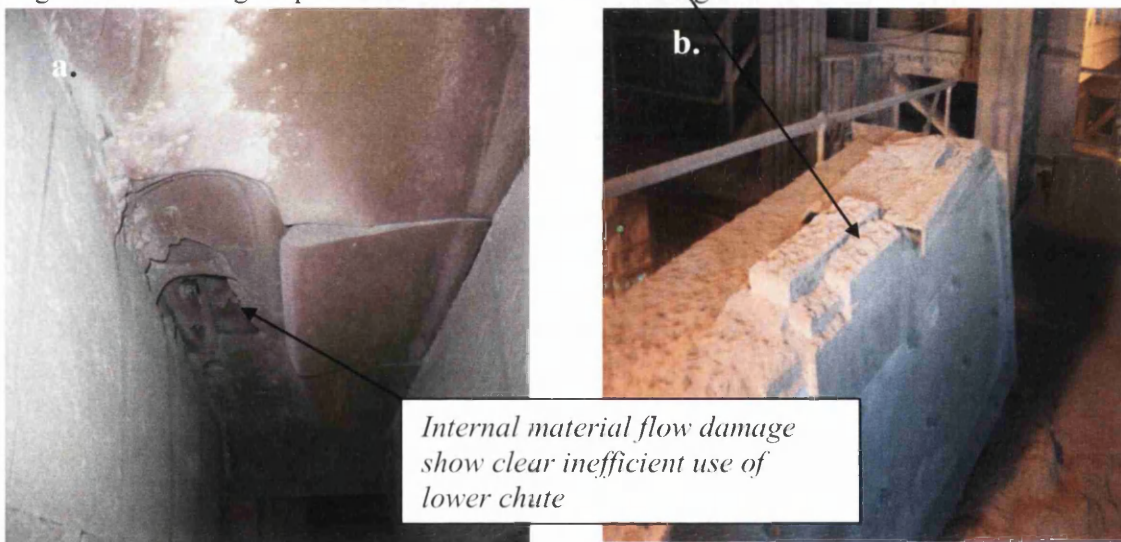 a.
b.
Internal material flow damage
show clear inefficient use of
lower chute